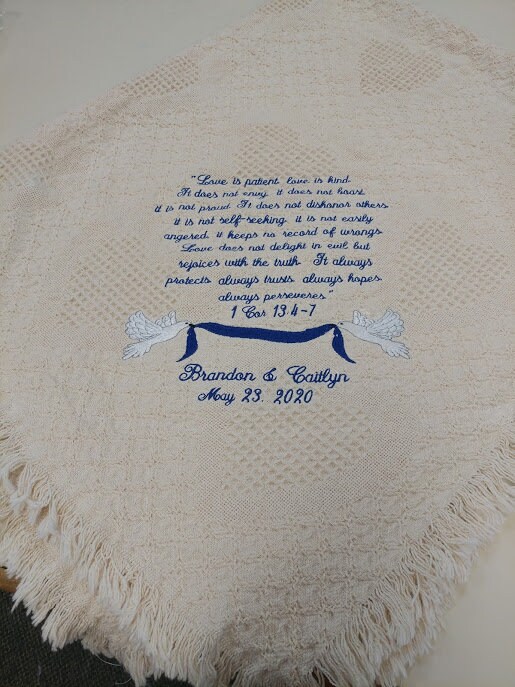 "Love is patient, love is kind.
It does not envy, it does not boast,
it is not proud. It does not dishonor others,
it is not self-seeking, it is not easily
angered, it keeps no record of wrongs.
Love does not delight in evil but
rejoices with the truth. It always
protects, always trusts, always hopes,
always perseveres."
1 Cor 13:4-7
Brandon & Caitlyn
May 23, 2020